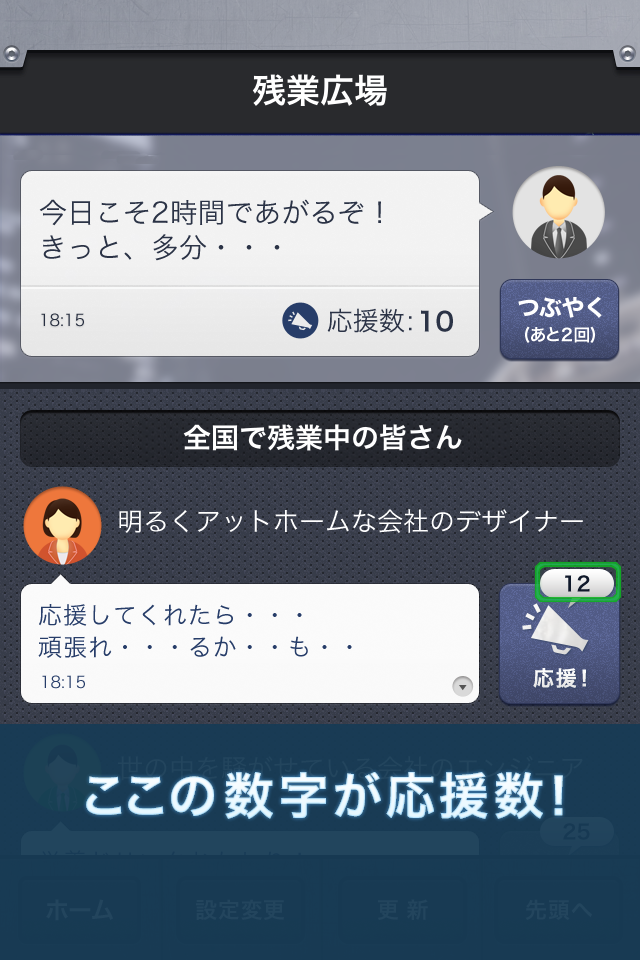 残業広場
今日こそ2時間であがるぞ！
きっと、多分・・・
18:15
応援数:10
つぶやく
(あと2回)
全国で残業中の皆さん
明るくアットホームな会社のデザイナー
12
応援してくれたら・・・
頑張れ・・・るか・・も・・
18:15
応援！
世の中を騒がせている会社のエンジニア
ここの数字が応援数！
25
ホーム
設定変更
更 新
先頭へ